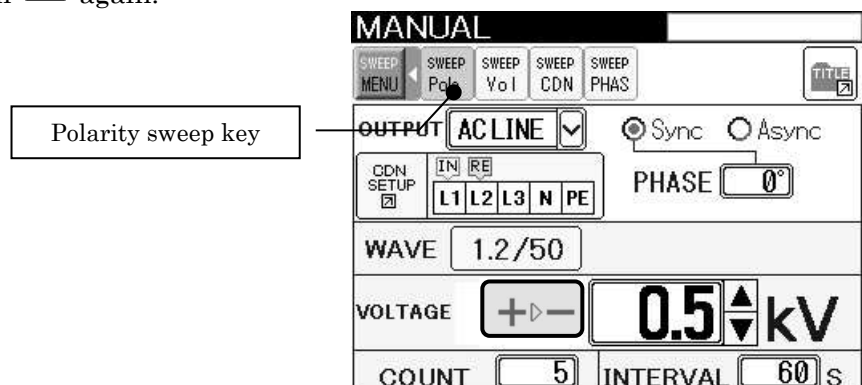 again.
MANUAL
SWEEP MENU SWEEP Pole SWEEP Vol SWEEP CDN SWEEP PHAS TITLE
Polarity sweep key
OUTPUT AC LINE Sync Async
CDN SETUP IN RE
L1 L2 L3 N PE PHASE 0°
WAVE 1.2/50
VOLTAGE +▷− 0.5 kV
COUNT 5 INTERVAL 60 s